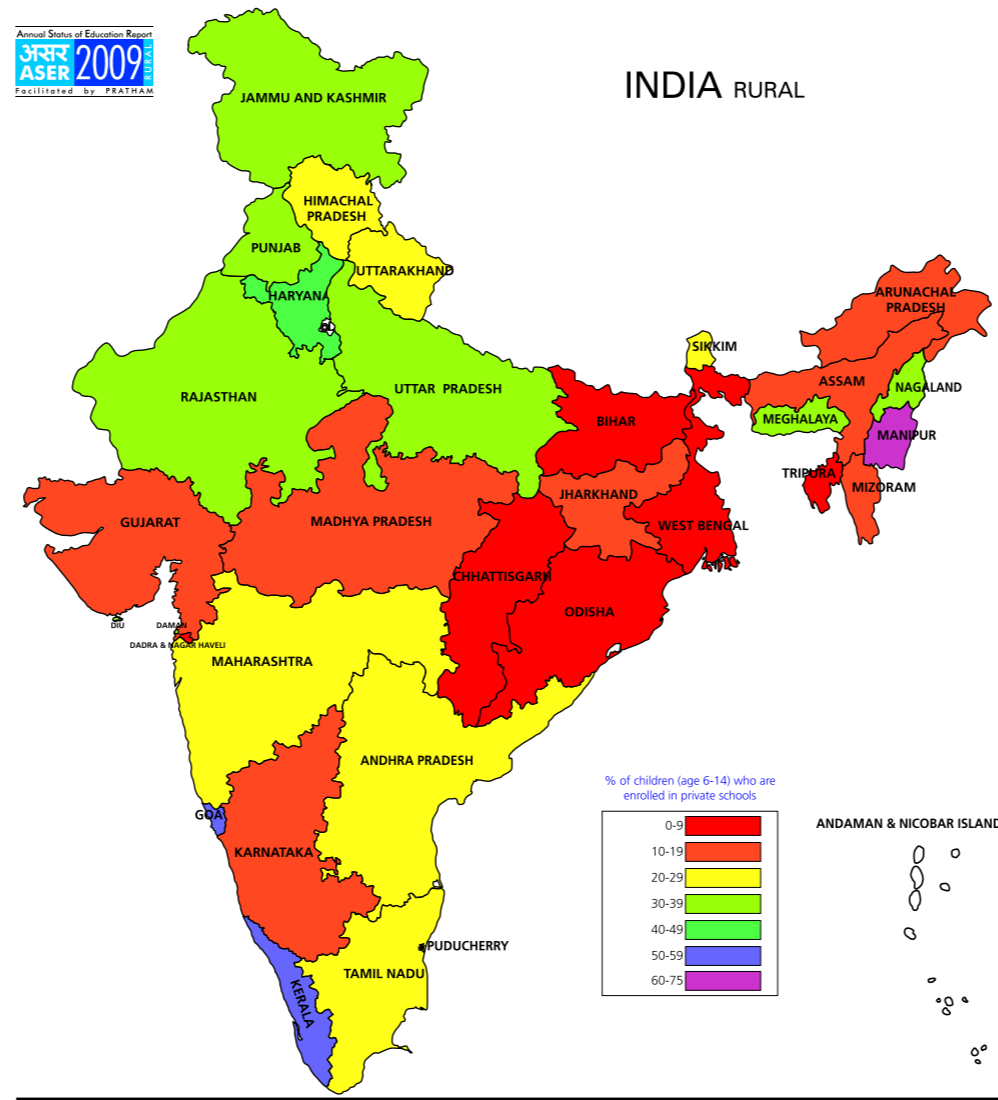 Annual Status of Education Report
असर
ASER
2009
RURAL
Facilitated by PRATHAM
INDIA RURAL
JAMMU AND KASHMIR
HIMACHAL
PRADESH
PUNJAB
UTTARAKHAND
HARYANA
ARUNACHAL
PRADESH
SIKKIM
RAJASTHAN
UTTAR PRADESH
ASSAM
NAGALAND
BIHAR
MEGHALAYA
MANIPUR
TRIPURA
MIZORAM
JHARKHAND
GUJARAT
MADHYA PRADESH
WEST BENGAL
CHHATTISGARH
ODISHA
DIU
DAMAN
DADRA & NAGAR HAVELI
MAHARASHTRA
ANDHRA PRADESH
GOA
KARNATAKA
PUDUCHERRY
TAMIL NADU
KERALA
% of children (age 6-14) who are
enrolled in private schools
0-9
10-19
20-29
30-39
40-49
50-59
60-75
ANDAMAN & NICOBAR ISLAND